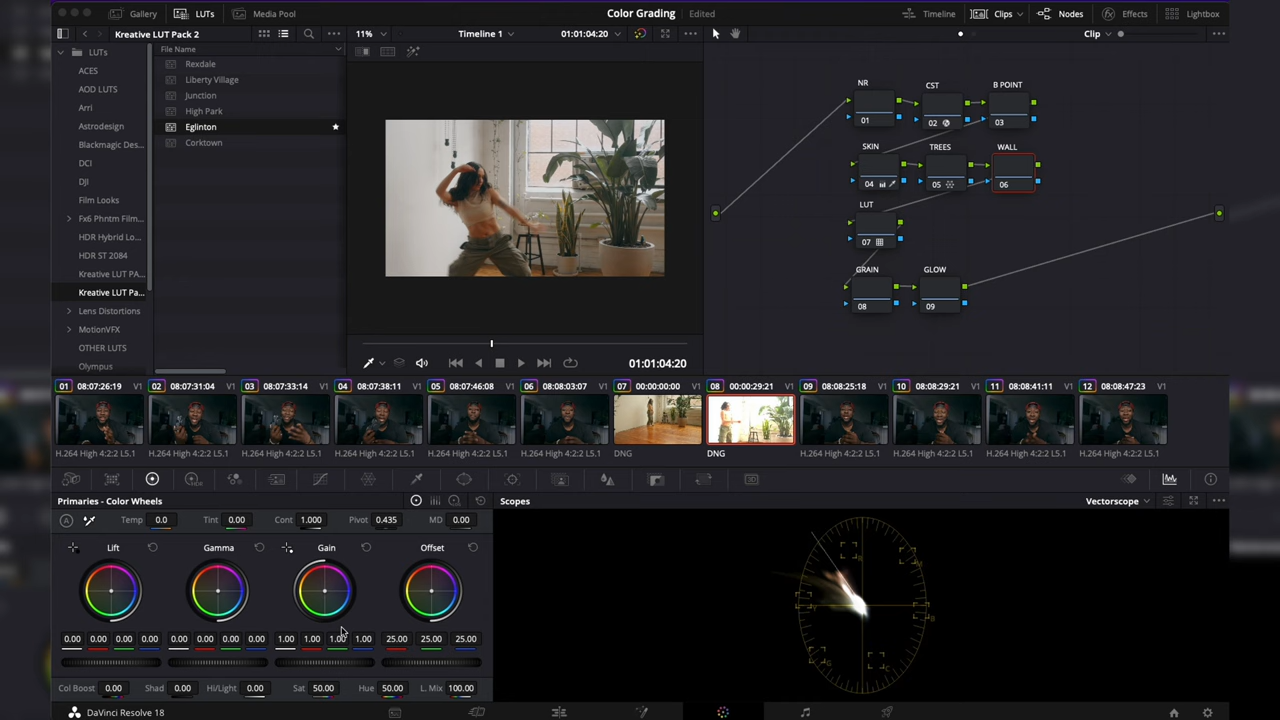 Gallery LUTs Media Pool Color Grading Edited Timeline Clips Nodes Effects Lightbox
Kreative LUT Pack 2 11% Timeline 1 01:01:04:20 Clip
LUTs
ACES
AOD LUTS
Arri
Astrodesign
Blackmagic Des...
DCI
DJI
Film Looks
Fx6 Phntm Film...
HDR Hybrid Lo...
HDR ST 2084
Kreative LUT PA...
Kreative LUT Pa...
Lens Distortions
MotionVFX
OTHER LUTS
Olympus
File Name
Rexdale
Liberty Village
Junction
High Park
Eglinton
Corktown
01:01:04:20
NR CST B POINT
01 02 03
SKIN TREES WALL
04 05 06
LUT
07
GRAIN GLOW
08 09
01 08:07:26:19 V1 02 08:07:31:04 V1 03 08:07:33:14 V1 04 08:07:38:11 V1 05 08:07:46:08 V1 06 08:08:03:07 V1 07 00:00:00:00 V1 08 00:00:29:21 V1 09 08:08:25:18 V1 10 08:08:29:21 V1 11 08:08:41:11 V1 12 08:08:47:23 V1
H.264 High 4:2:2 L5.1 H.264 High 4:2:2 L5.1 H.264 High 4:2:2 L5.1 H.264 High 4:2:2 L5.1 H.264 High 4:2:2 L5.1 H.264 High 4:2:2 L5.1 DNG DNG H.264 High 4:2:2 L5.1 H.264 High 4:2:2 L5.1 H.264 High 4:2:2 L5.1 H.264 High 4:2:2 L5.1
Primaries - Color Wheels Scopes Vectorscope
Temp 0.0 Tint 0.00 Cont 1.000 Pivot 0.435 MD 0.00
Lift Gamma Gain Offset
0.00 0.00 0.00 0.00 0.00 0.00 0.00 0.00 1.00 1.00 1.00 1.00 25.00 25.00 25.00
Col Boost 0.00 Shad 0.00 Hi/Light 0.00 Sat 50.00 Hue 50.00 L. Mix 100.00
DaVinci Resolve 18